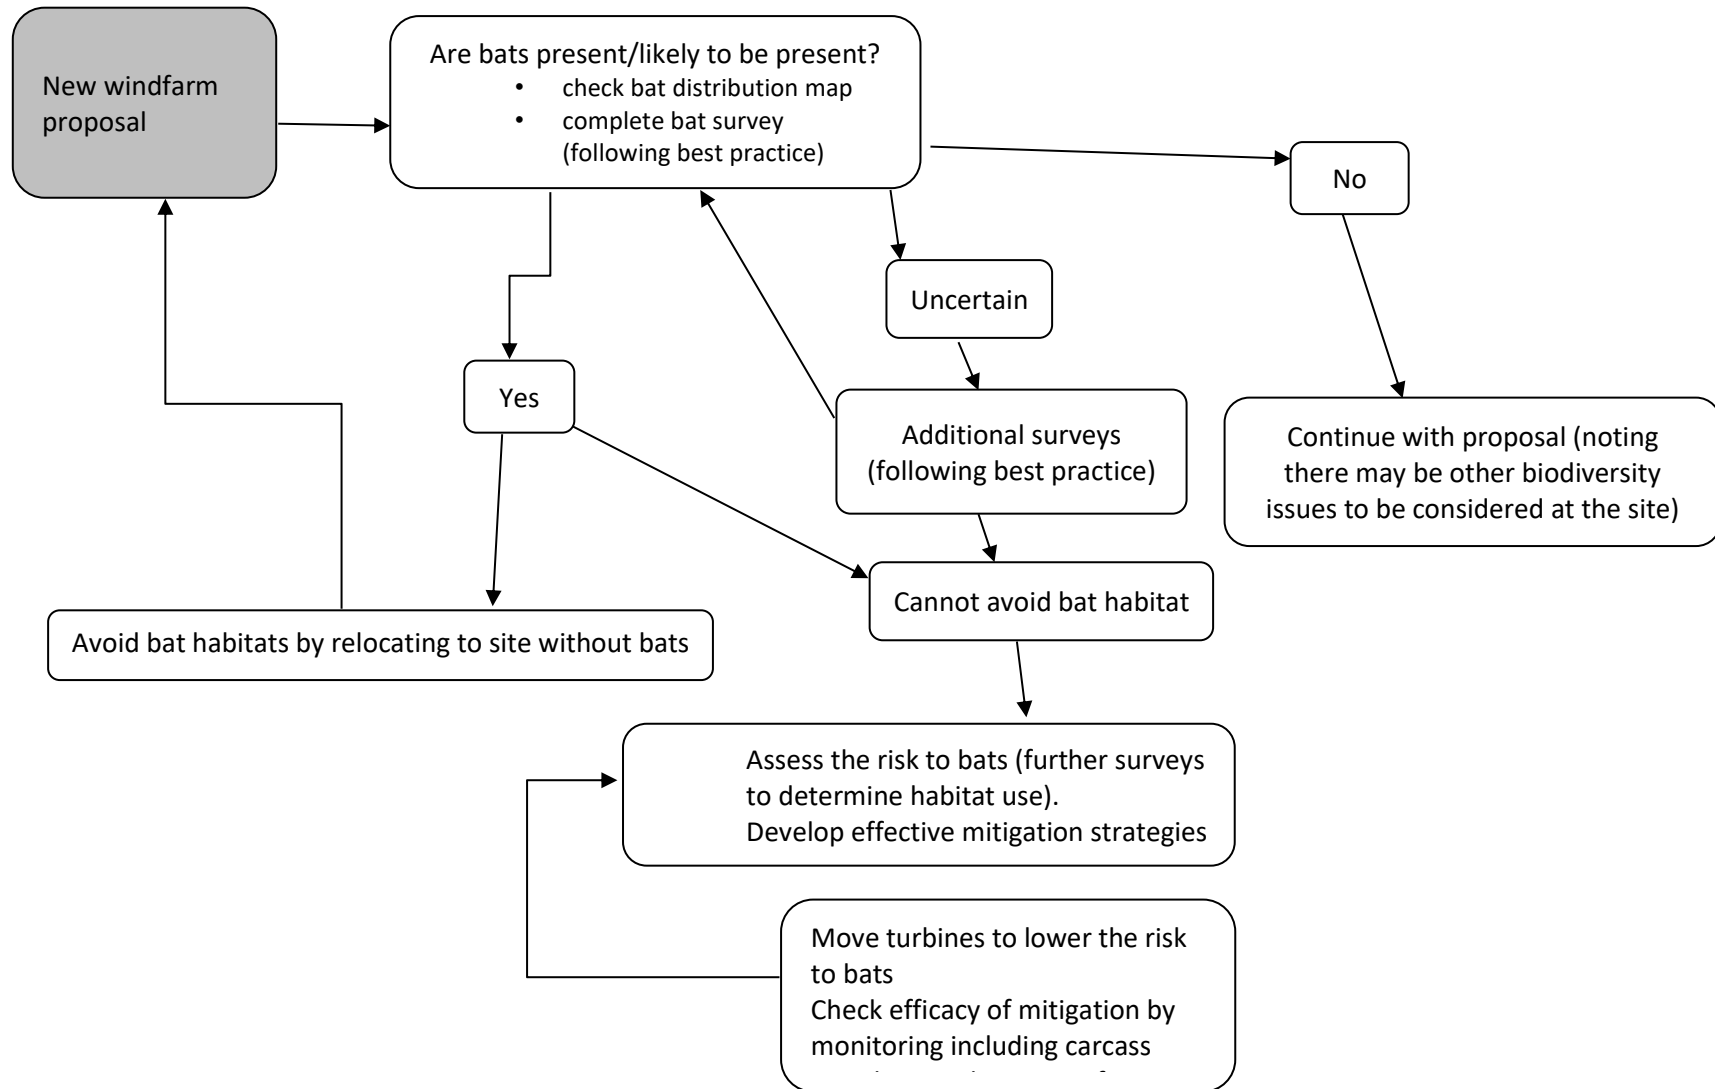 New windfarm
proposal
Are bats present/likely to be present?
• check bat distribution map
• complete bat survey
(following best practice)
No
Uncertain
Yes
Additional surveys
(following best practice)
Continue with proposal (noting
there may be other biodiversity
issues to be considered at the site)
Cannot avoid bat habitat
Avoid bat habitats by relocating to site without bats
Assess the risk to bats (further surveys
to determine habitat use).
Develop effective mitigation strategies
Move turbines to lower the risk
to bats
Check efficacy of mitigation by
monitoring including carcass